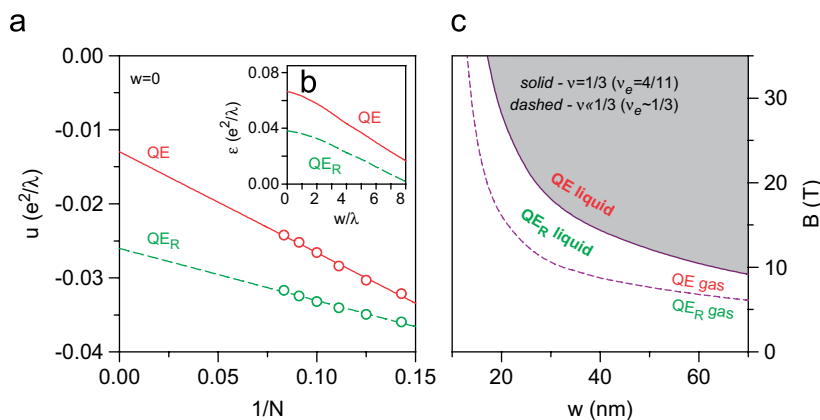 a
0.00
-0.01
-0.02
-0.03
-0.04
u (e²/λ)
w=0
QE
QE_R
0.00
0.05
0.10
0.15
1/N
b
0.08
0.04
0.00
ε (e²/λ)
QE
QE_R
0 2 4 6 8
w/λ
c
solid - ν=1/3 (ν_e=4/11)
dashed - ν«1/3 (ν_e~1/3)
QE liquid
QE_R liquid
QE gas
QE_R gas
30
20
10
0
B (T)
20
40
60
w (nm)